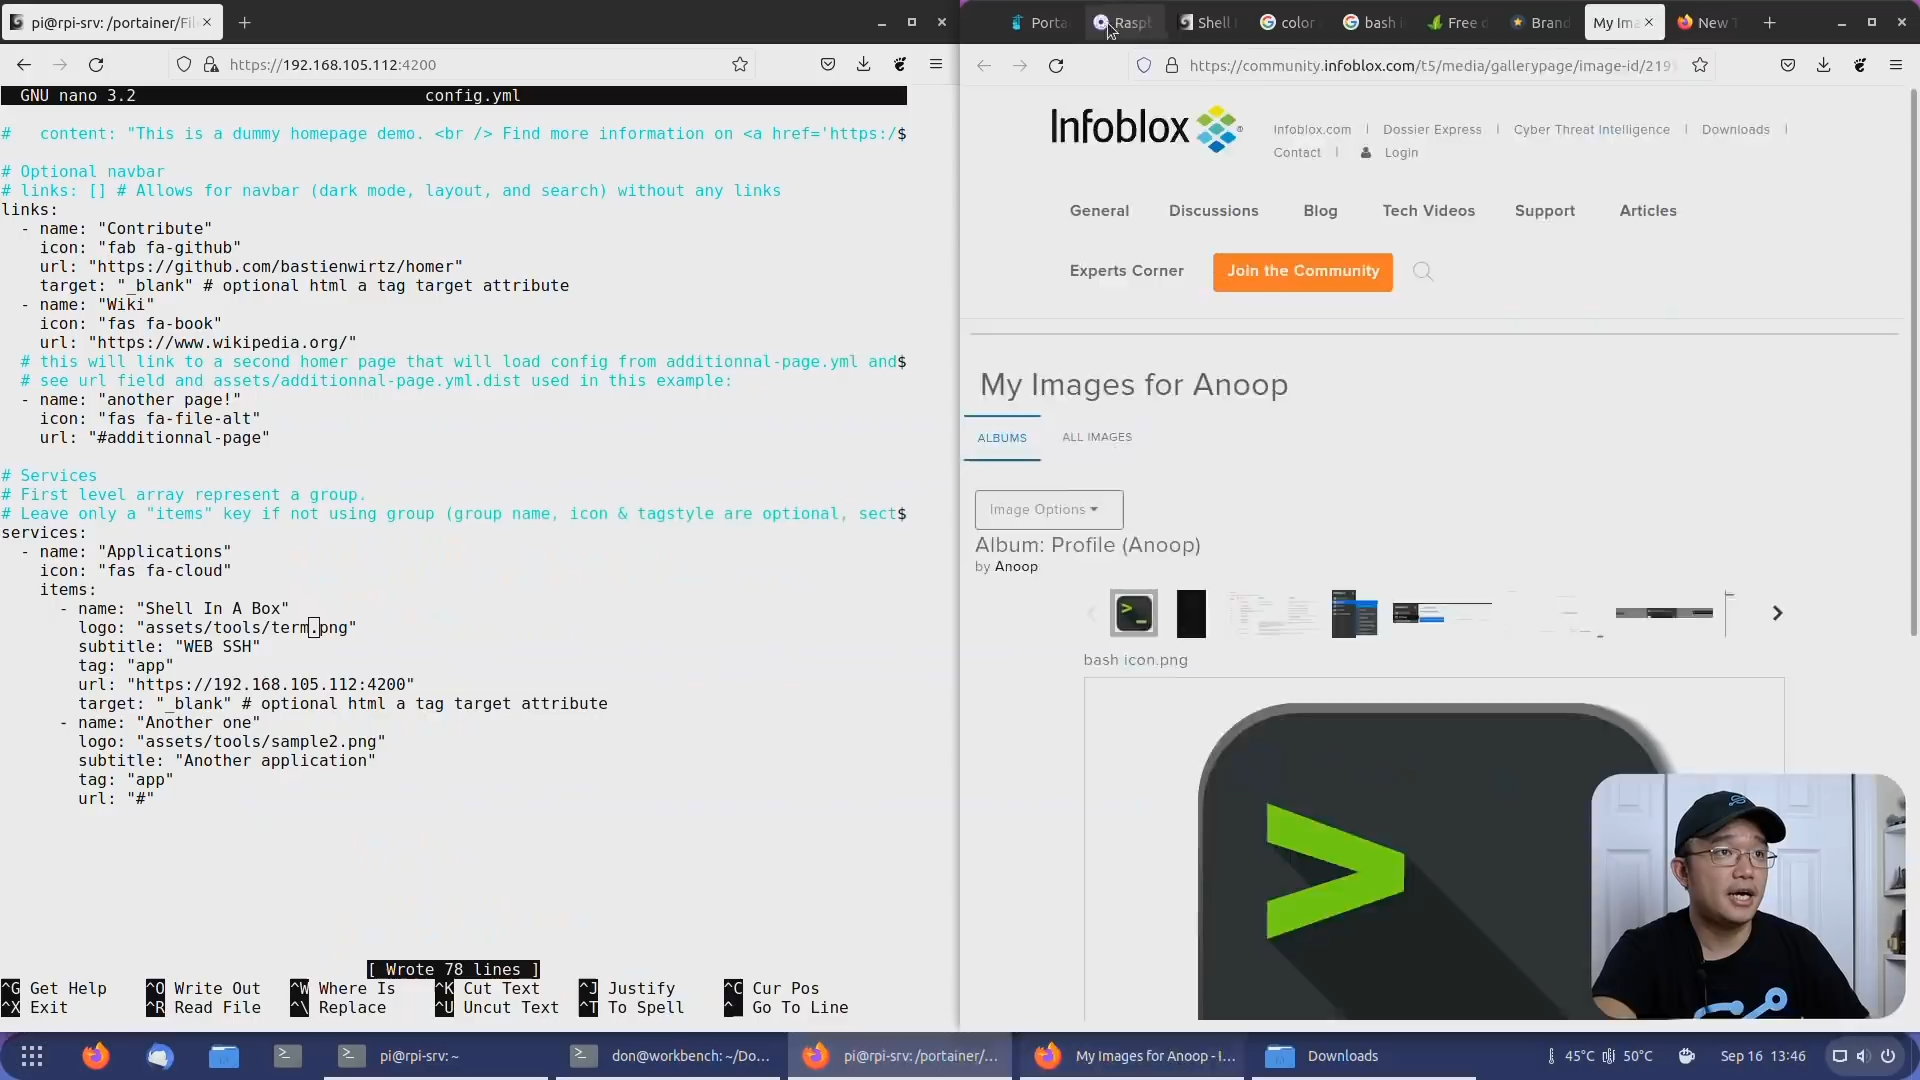 pi@rpi-srv: /portainer/Fil
https://192.168.105.112:4200
GNU nano 3.2 config.yml
#   content: "This is a dummy homepage demo. <br /> Find more information on <a href='https:/$
# Optional navbar
# links: [] # Allows for navbar (dark mode, layout, and search) without any links
links:
  - name: "Contribute"
    icon: "fab fa-github"
    url: "https://github.com/bastienwirtz/homer"
    target: "_blank" # optional html a tag target attribute
  - name: "Wiki"
    icon: "fas fa-book"
    url: "https://www.wikipedia.org/"
  # this will link to a second homer page that will load config from additionnal-page.yml and$
  # see url field and assets/additionnal-page.yml.dist used in this example:
  - name: "another page!"
    icon: "fas fa-file-alt"
    url: "#additionnal-page"
# Services
# First level array represent a group.
# Leave only a "items" key if not using group (group name, icon & tagstyle are optional, sect$
services:
  - name: "Applications"
    icon: "fas fa-cloud"
    items:
      - name: "Shell In A Box"
        logo: "assets/tools/term.png"
        subtitle: "WEB SSH"
        tag: "app"
        url: "https://192.168.105.112:4200"
        target: "_blank" # optional html a tag target attribute
      - name: "Another one"
        logo: "assets/tools/sample2.png"
        subtitle: "Another application"
        tag: "app"
        url: "#"
[ Wrote 78 lines ]
^G Get Help ^O Write Out ^W Where Is ^K Cut Text ^J Justify ^C Cur Pos
^X Exit ^R Read File ^\ Replace ^U Uncut Text ^T To Spell ^_ Go To Line
Porta Raspb Shell color bash Free Brand My Im New T
https://community.infoblox.com/t5/media/gallerypage/image-id/219
Infoblox
Infoblox.com | Dossier Express | Cyber Threat Intelligence | Downloads |
Contact | Login
General Discussions Blog Tech Videos Support Articles
Experts Corner Join the Community
My Images for Anoop
ALBUMS ALL IMAGES
Image Options
Album: Profile (Anoop)
by Anoop
bash icon.png
pi@rpi-srv: ~ don@workbench: ~/Do... pi@rpi-srv: /portainer/... My Images for Anoop - I... Downloads 45°C 50°C Sep 16 13:46